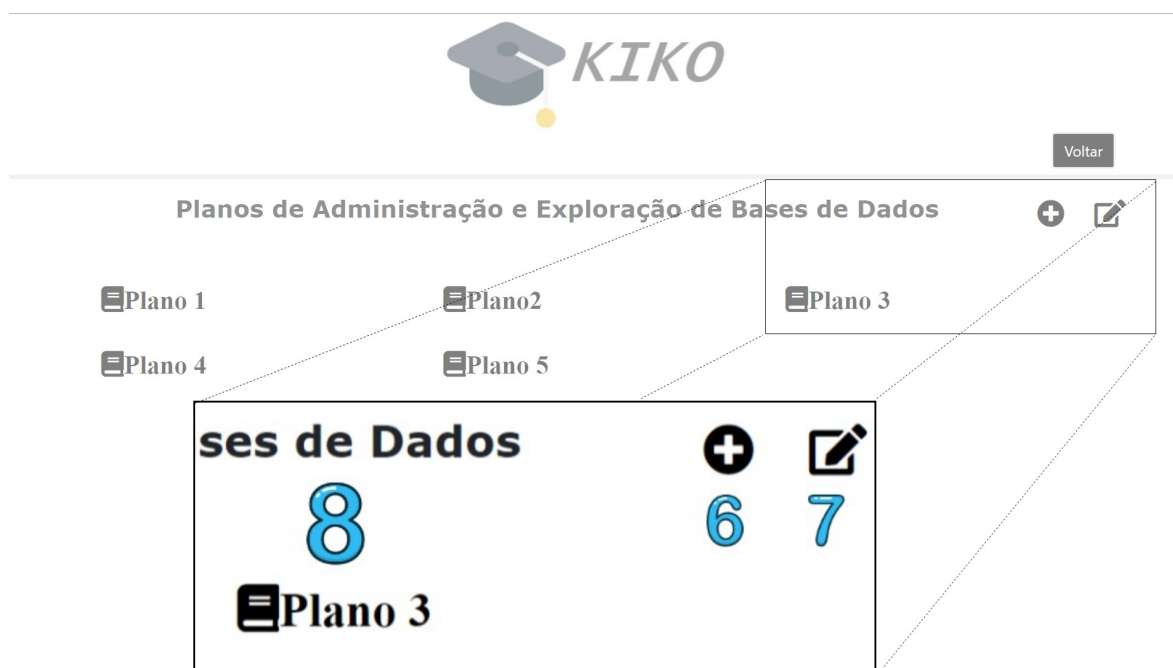 KIKO
Voltar
Planos de Administração e Exploração de Bases de Dados
Plano 1 Plano2 Plano 3
Plano 4 Plano 5
ses de Dados
8 6 7
Plano 3